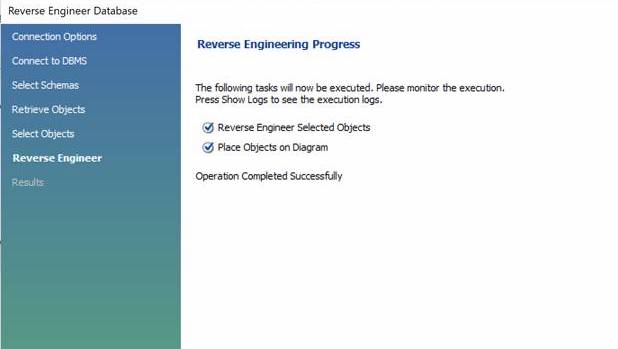 Reverse Engineer Database
Connection Options
Connect to DBMS
Select Schemas
Retrieve Objects
Select Objects
Reverse Engineer
Results
Reverse Engineering Progress
The following tasks will now be executed. Please monitor the execution.
Press Show Logs to see the execution logs.
Reverse Engineer Selected Objects
Place Objects on Diagram
Operation Completed Successfully